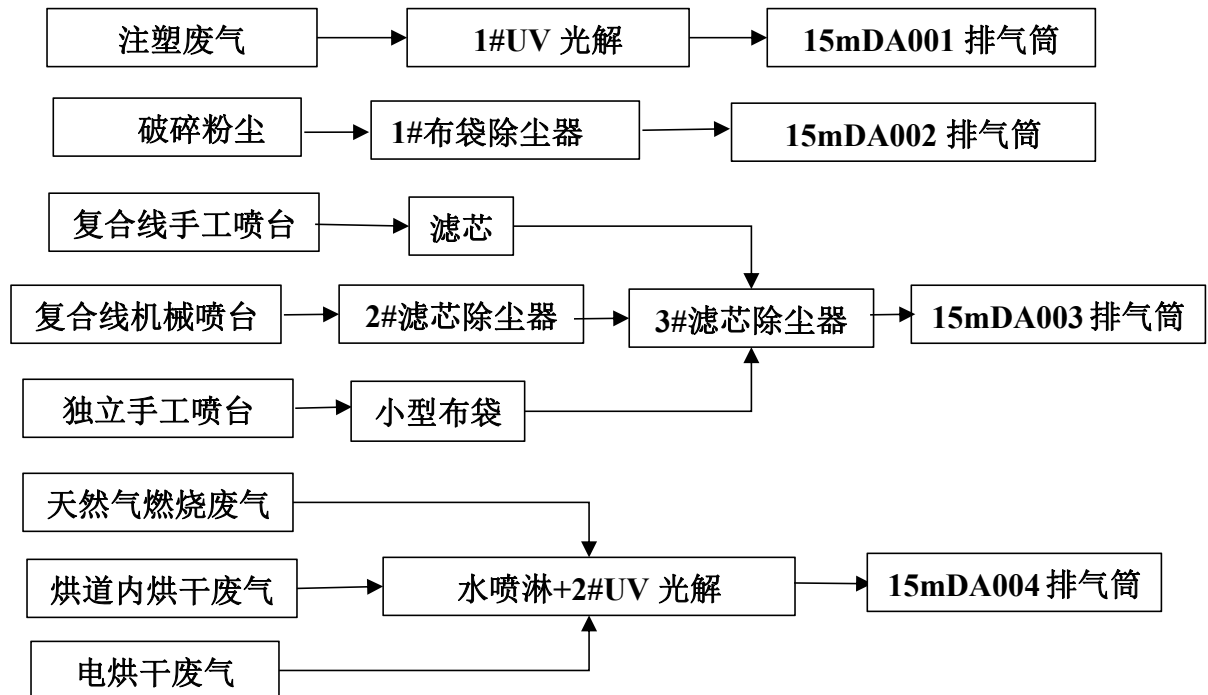 注塑废气
1#UV 光解
15mDA001 排气筒
破碎粉尘
1#布袋除尘器
15mDA002 排气筒
复合线手工喷台
滤芯
复合线机械喷台
2#滤芯除尘器
3#滤芯除尘器
15mDA003 排气筒
独立手工喷台
小型布袋
天然气燃烧废气
烘道内烘干废气
水喷淋+2#UV 光解
15mDA004 排气筒
电烘干废气